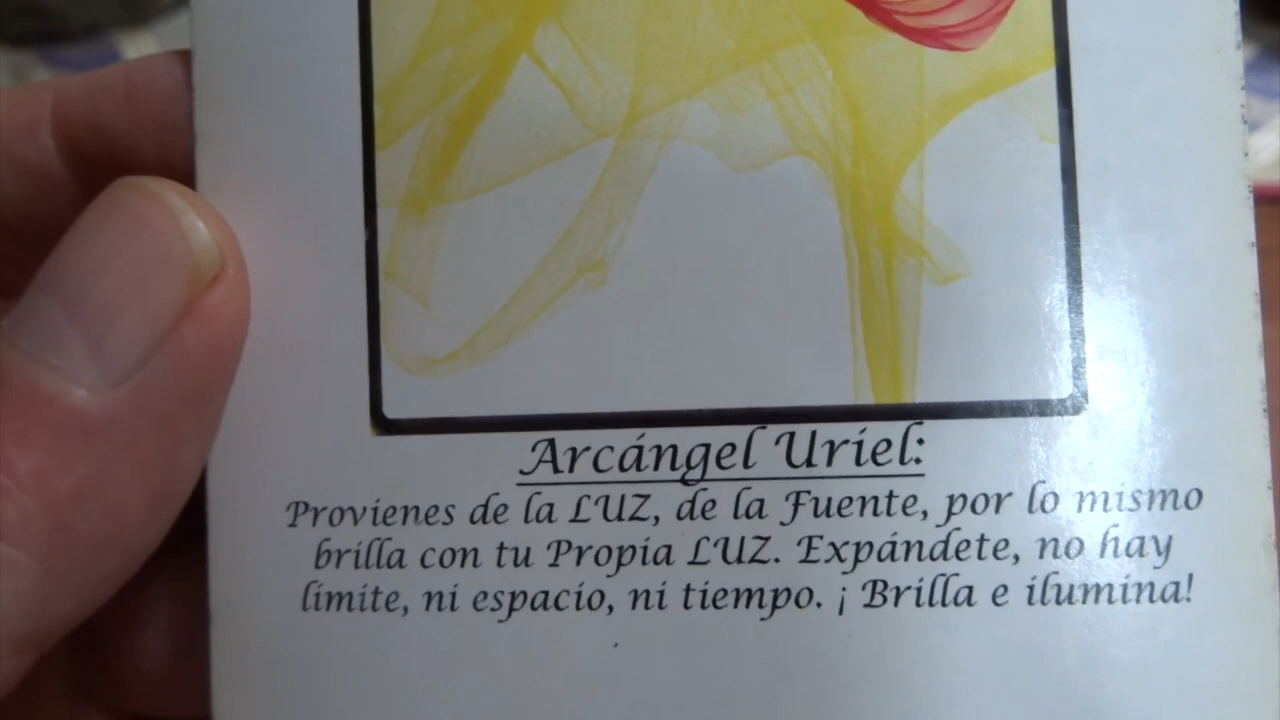 Arcángel Uriel:
Provienes de la LUZ, de la Fuente, por lo mismo
brilla con tu Propia LUZ. Expándete, no hay
límite, ni espacio, ni tiempo. ¡ Brilla e ilumina!